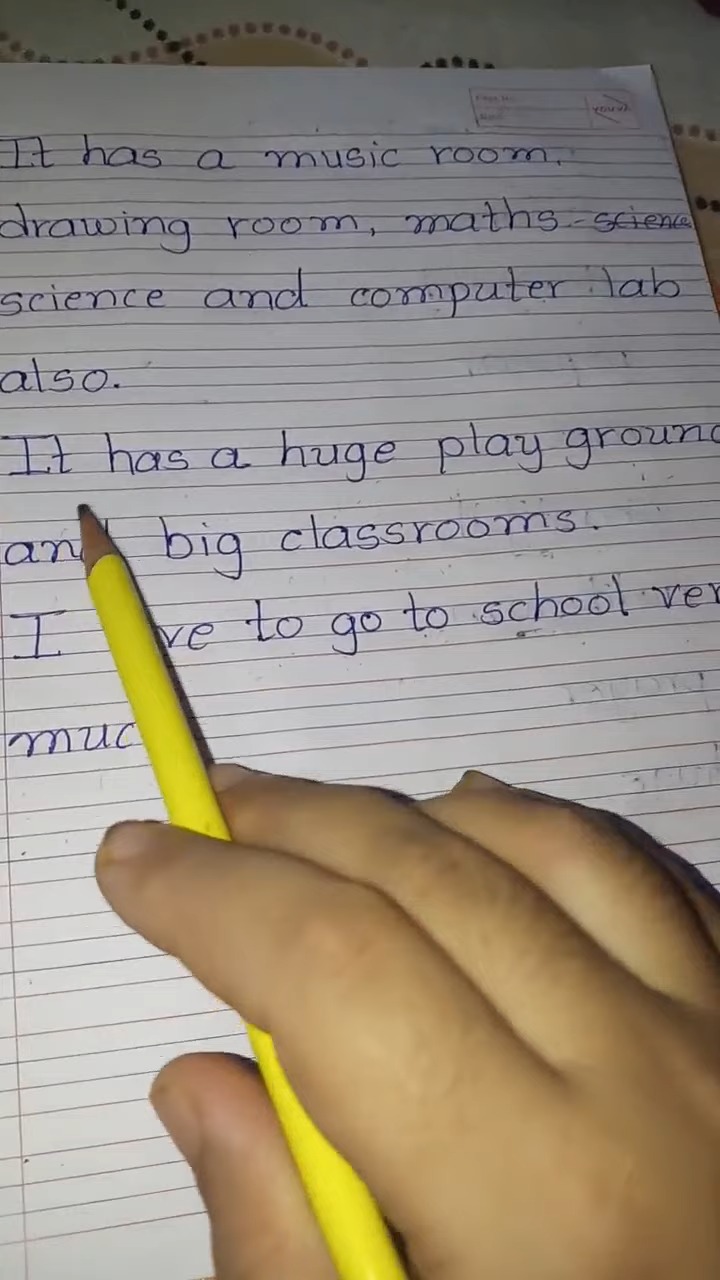 It has a music room,
drawing room, maths science
science and computer lab
also.
It has a huge play ground
and big classrooms.
I to go to school